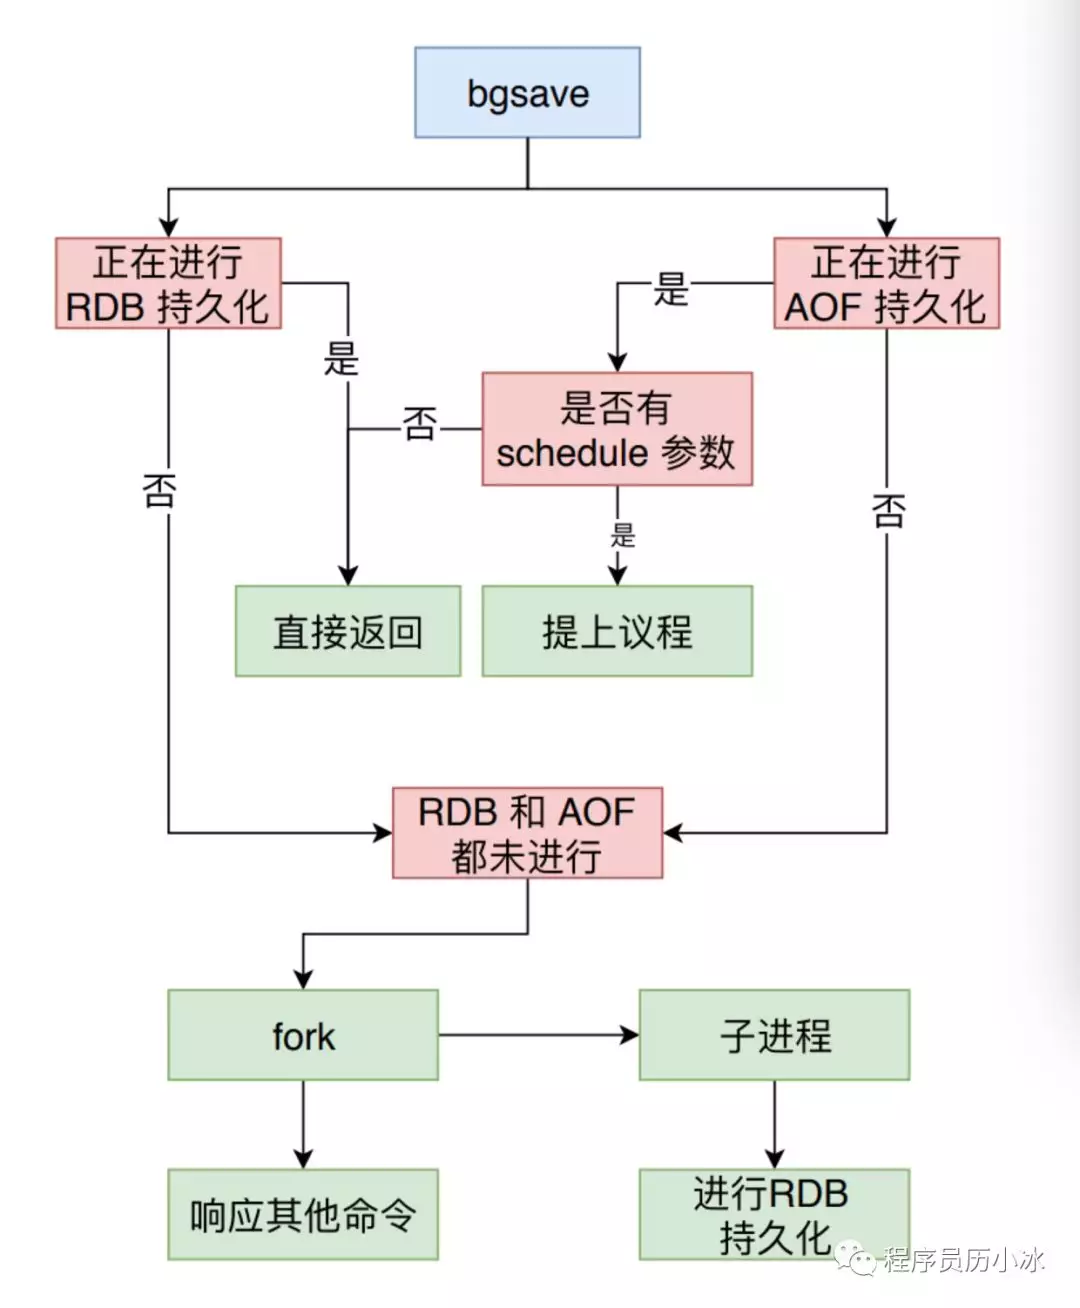 bgsave
正在进行
RDB 持久化
正在进行
AOF 持久化
是
是
是否有
schedule 参数
否
否
否
是
直接返回
提上议程
RDB 和 AOF
都未进行
fork
子进程
响应其他命令
进行RDB
持久化
程序员历小冰